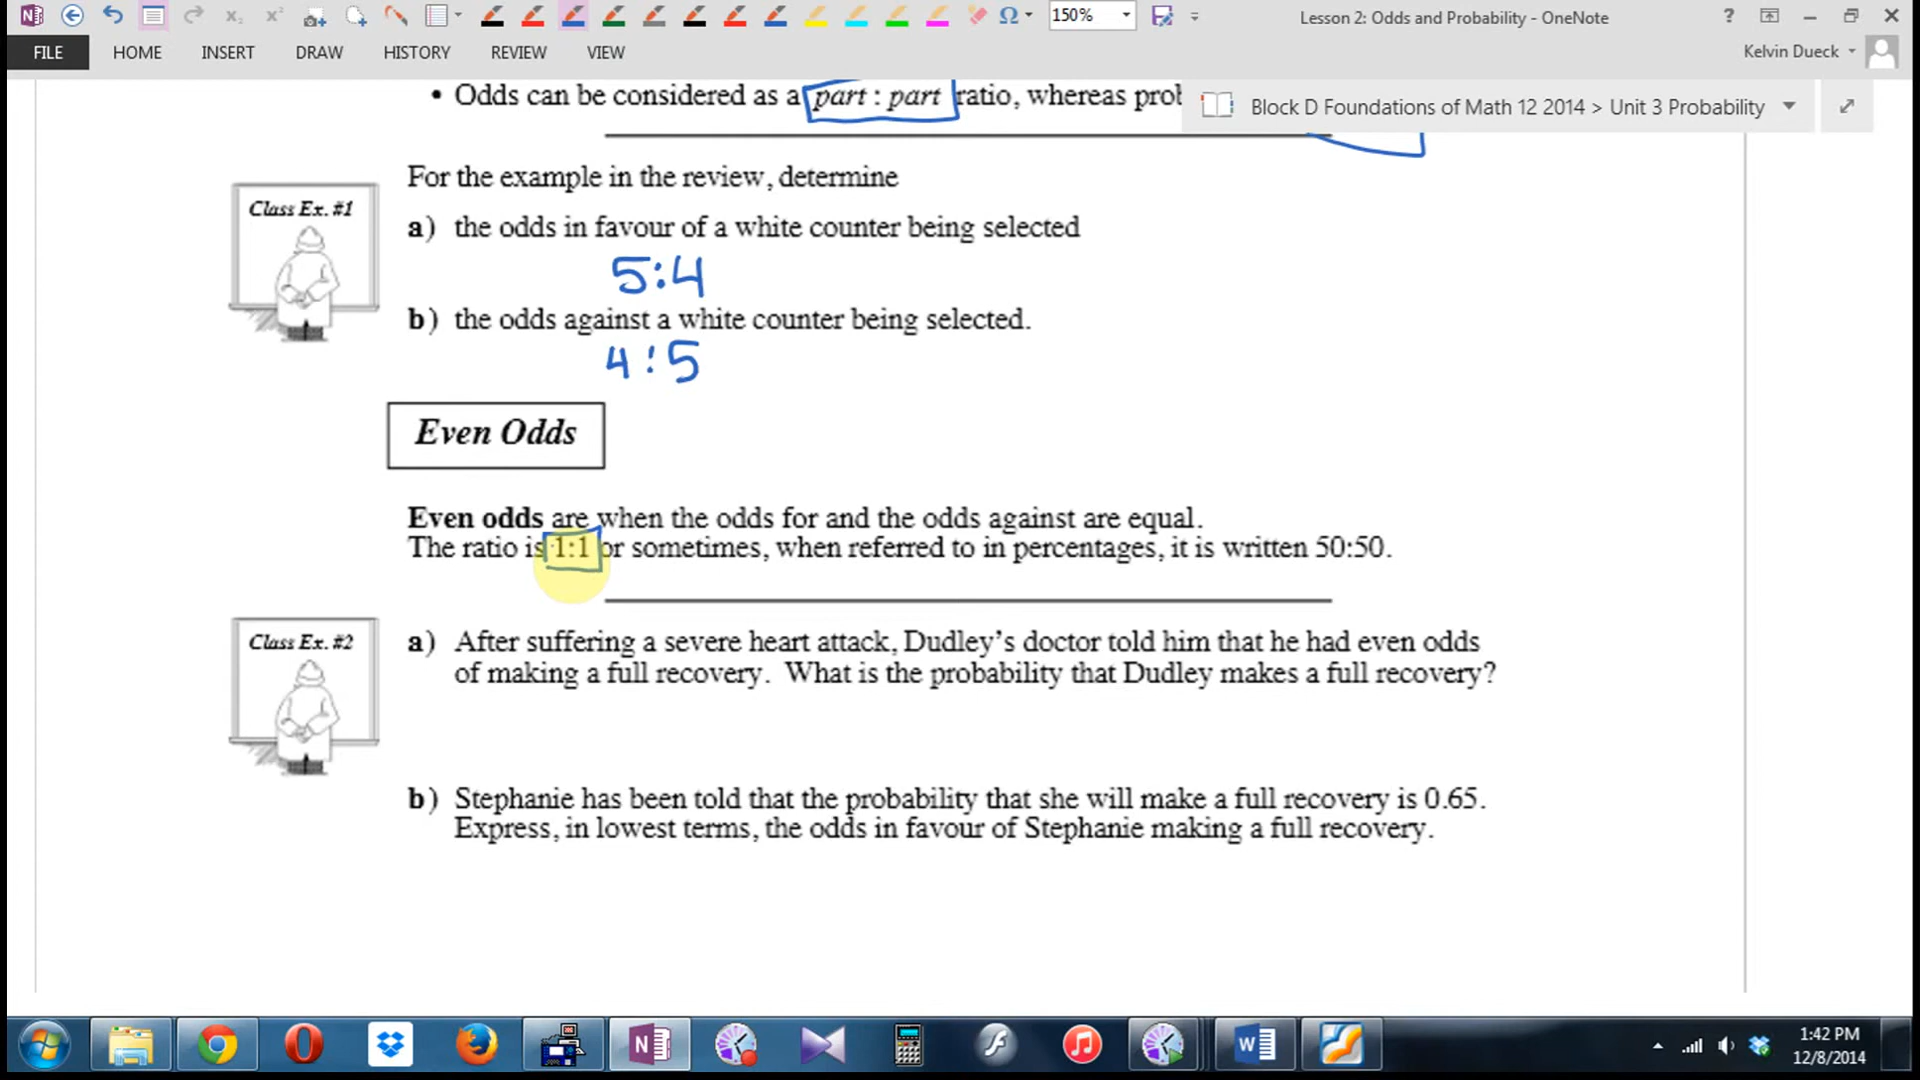 150%
Lesson 2: Odds and Probability - OneNote
FILE HOME INSERT DRAW HISTORY REVIEW VIEW
Kelvin Dueck
• Odds can be considered as a part : part ratio, whereas
Block D Foundations of Math 12 2014 > Unit 3 Probability
Class Ex. #1
For the example in the review, determine
a) the odds in favour of a white counter being selected
5:4
b) the odds against a white counter being selected.
4:5
Even Odds
Even odds are when the odds for and the odds against are equal.
The ratio is 1:1 or sometimes, when referred to in percentages, it is written 50:50.
Class Ex. #2
a) After suffering a severe heart attack, Dudley's doctor told him that he had even odds
of making a full recovery. What is the probability that Dudley makes a full recovery?
b) Stephanie has been told that the probability that she will make a full recovery is 0.65.
Express, in lowest terms, the odds in favour of Stephanie making a full recovery.
1:42 PM
12/8/2014